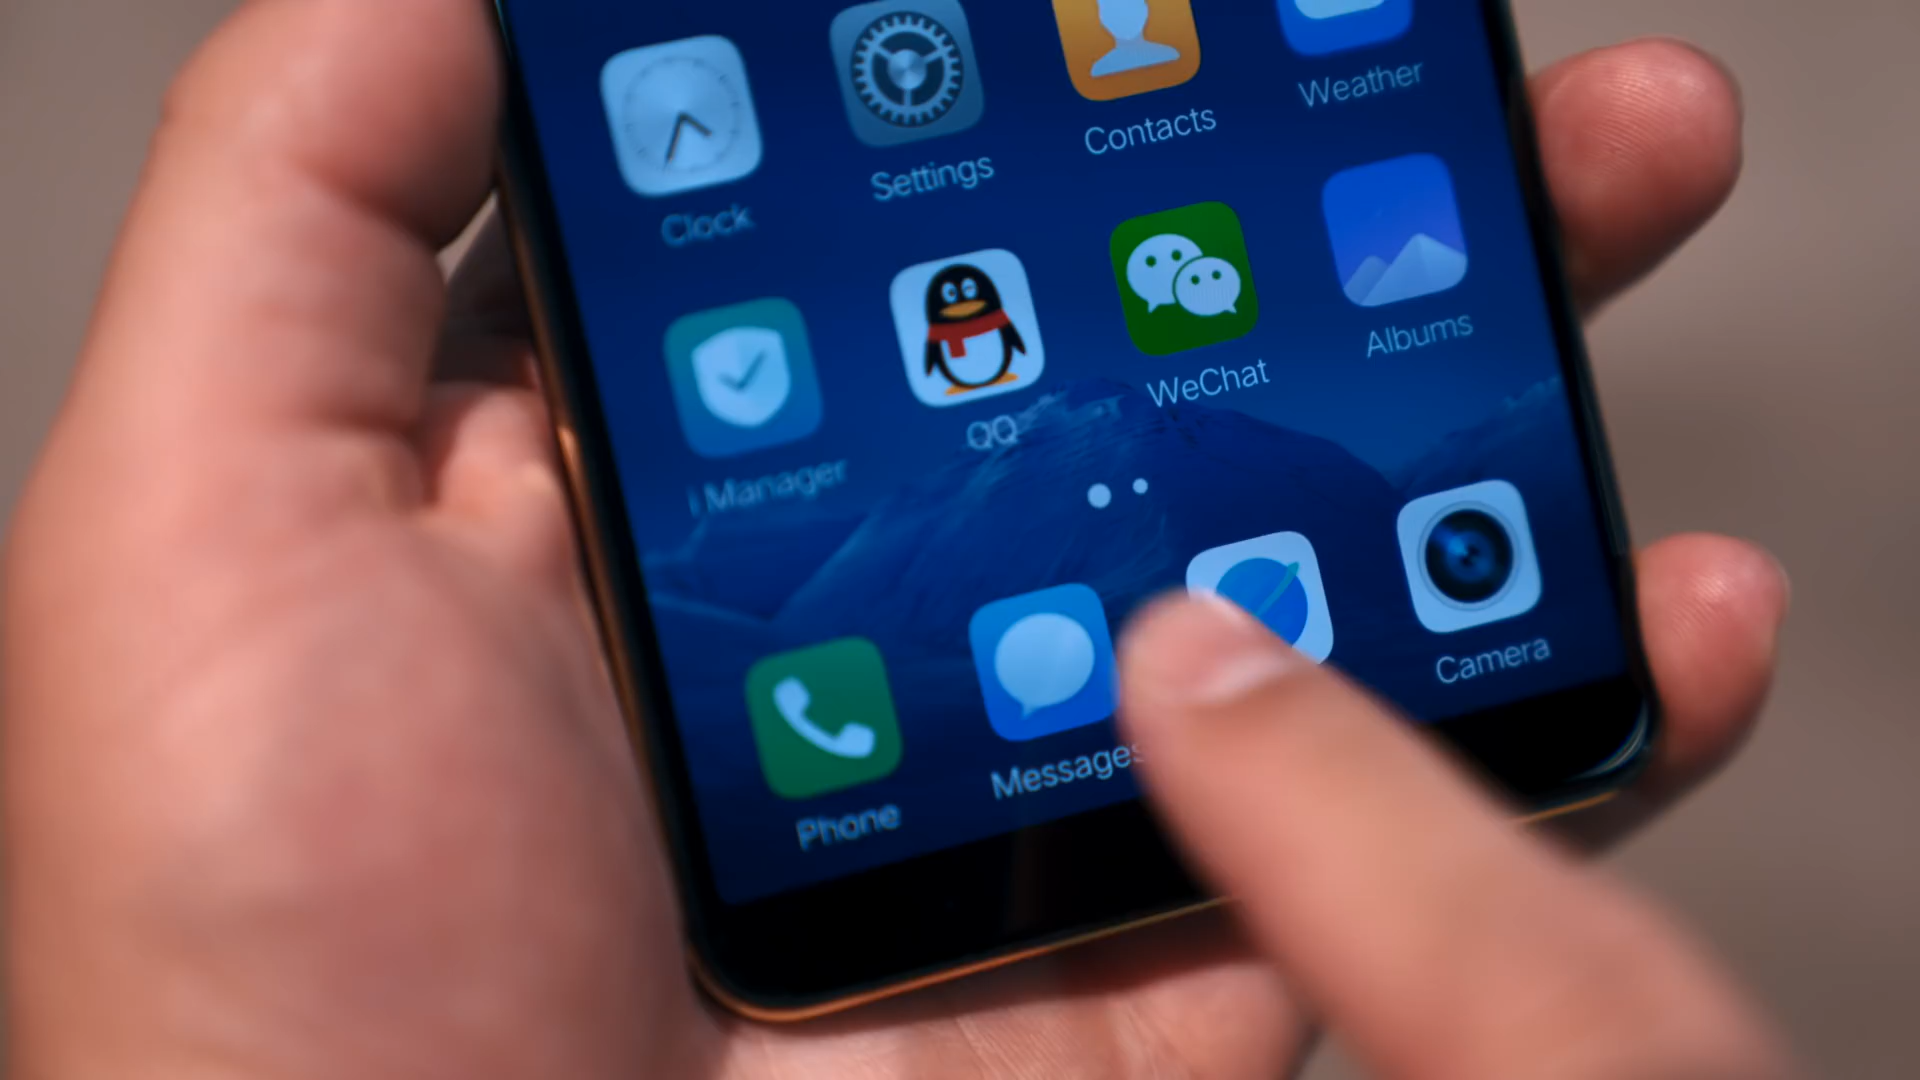 Clock
Settings
Contacts
Weather
i Manager
QQ
WeChat
Albums
Phone
Messages
Camera